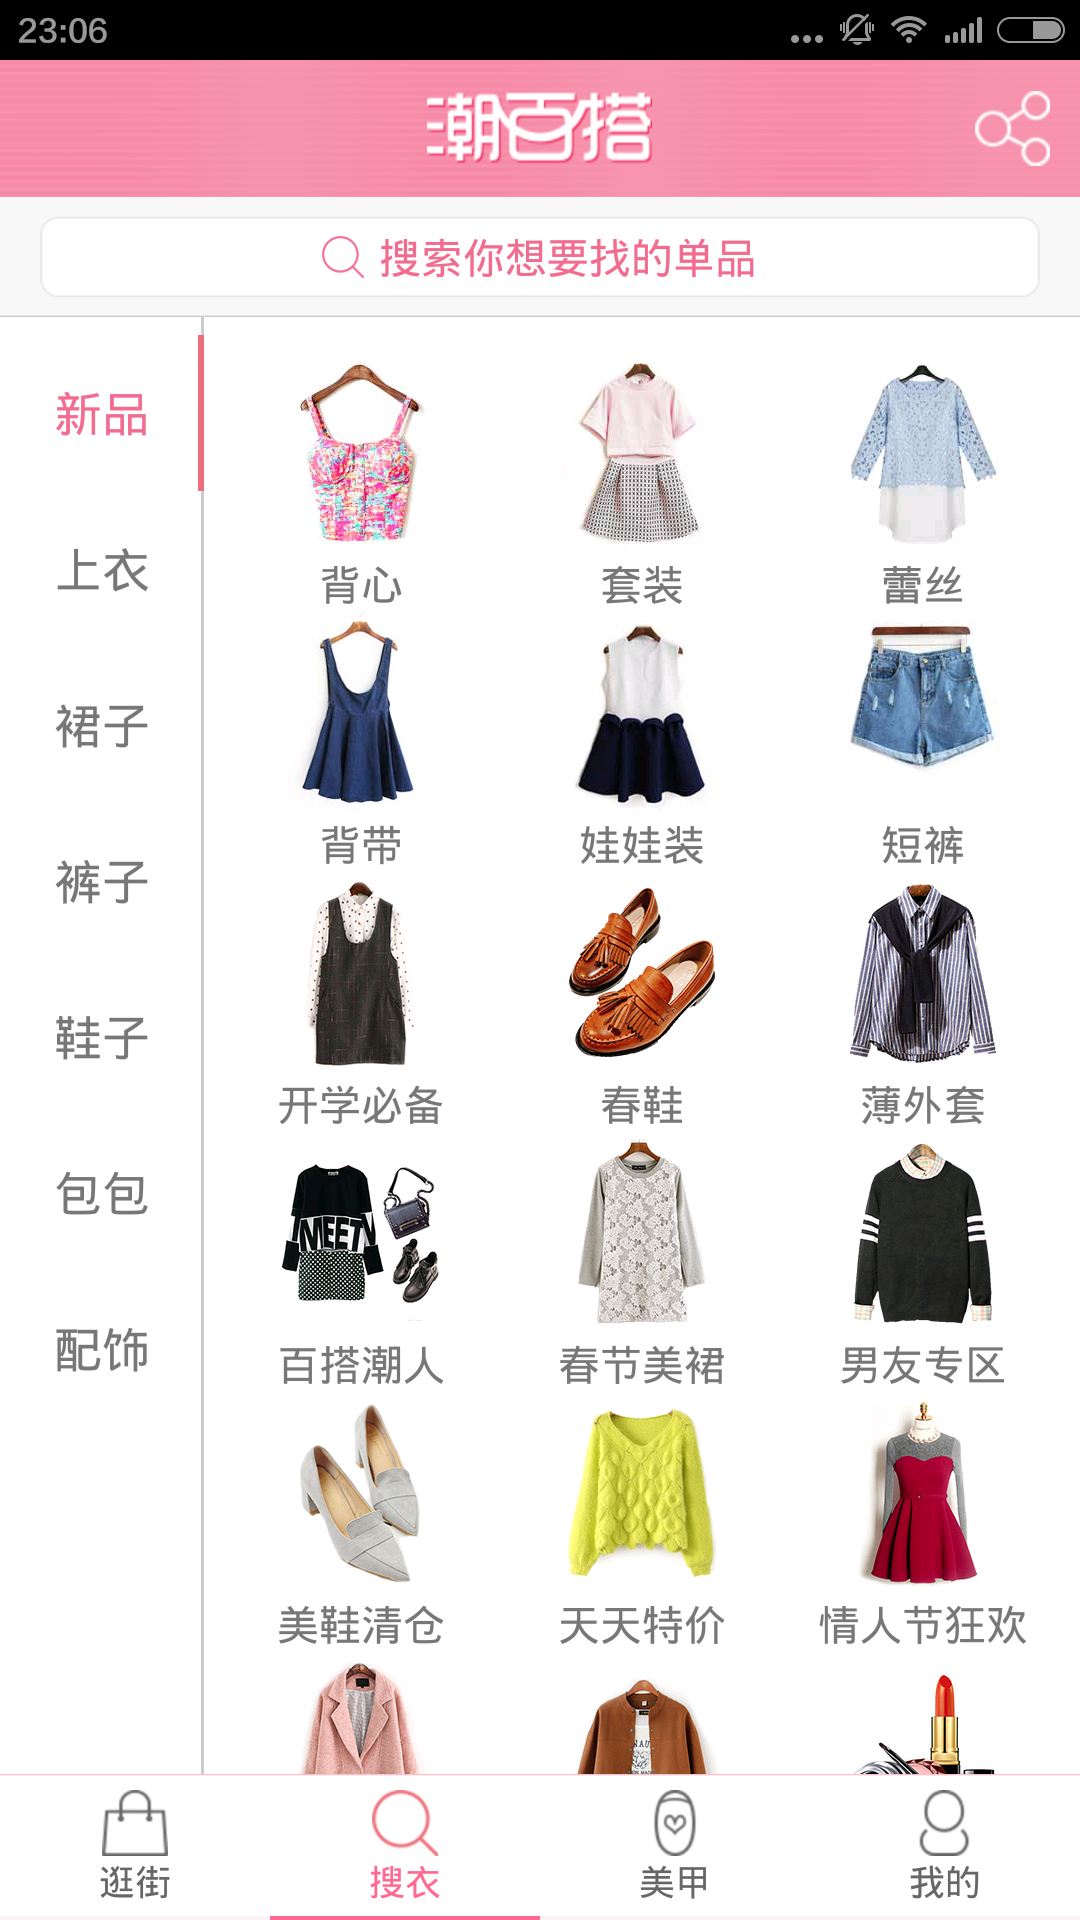 23:06
潮百搭
搜索你想要找的单品
新品
上衣
裙子
裤子
鞋子
包包
配饰
背心
套装
蕾丝
背带
娃娃装
短裤
开学必备
春鞋
薄外套
MEET
百搭潮人
春节美裙
男友专区
美鞋清仓
天天特价
情人节狂欢
逛街
搜衣
美甲
我的